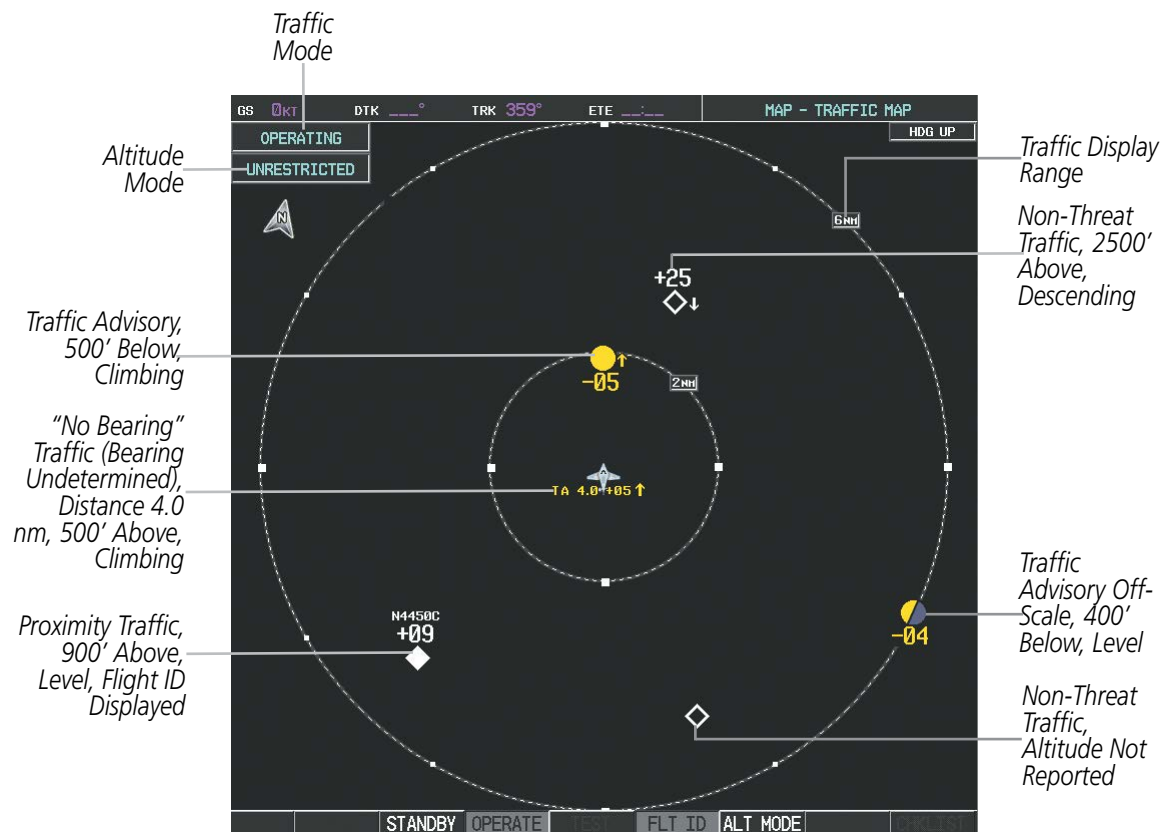 Traffic
Mode
GS 0KT DTK ___° TRK 359° ETE __:__ MAP - TRAFFIC MAP
OPERATING
HDG UP
UNRESTRICTED
Altitude
Mode
N
6NM
Traffic Display
Range
Non-Threat
Traffic, 2500'
Above,
Descending
+25
Traffic Advisory,
500' Below,
Climbing
-05
2NM
"No Bearing"
Traffic (Bearing
Undetermined),
Distance 4.0
nm, 500' Above,
Climbing
TA 4.0 +05
N4450C
+09
Proximity Traffic,
900' Above,
Level, Flight ID
Displayed
-04
Traffic
Advisory Off-
Scale, 400'
Below, Level
Non-Threat
Traffic,
Altitude Not
Reported
STANDBY OPERATE TEST FLT ID ALT MODE CHKLIST